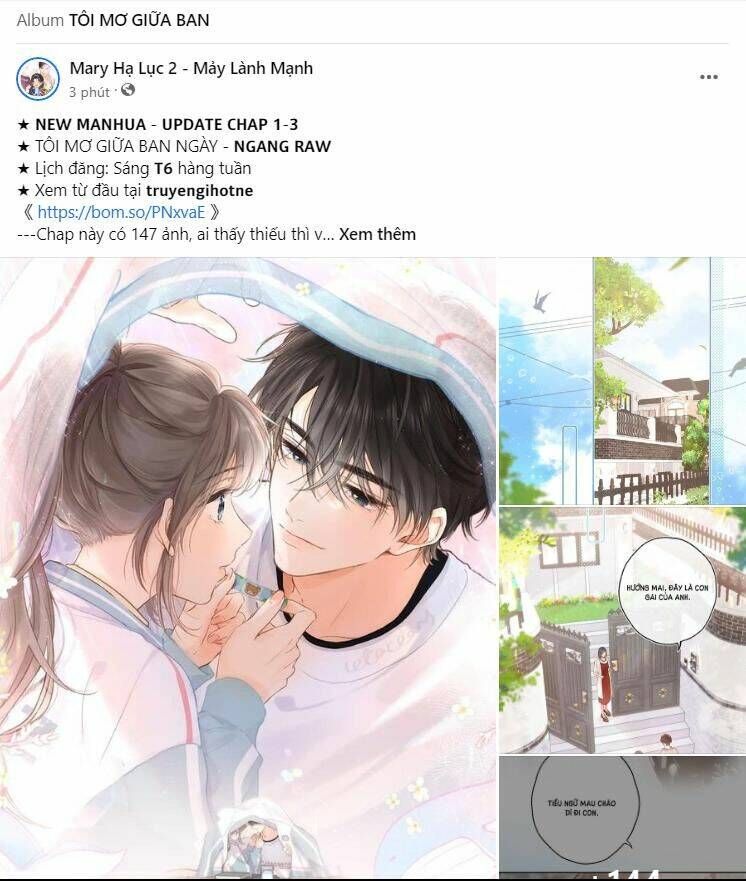 Album TÔI MƠ GIỮA BAN
Mary Hạ Lục 2 - Mảy Lành Mạnh
3 phút ·
★ NEW MANHUA - UPDATE CHAP 1-3
★ TÔI MƠ GIỮA BAN NGÀY - NGANG RAW
★ Lịch đăng: Sáng T6 hàng tuần
★ Xem từ đầu tại truyengihotne
《 https://bom.so/PNxvaE 》
---Chap này có 147 ảnh, ai thấy thiếu thì v... Xem thêm
HƯỚNG MAI, ĐÂY LÀ CON
GÁI CỦA ANH.
TIỂU NGỮ MAU CHÀO
DÌ ĐI CON.
+144